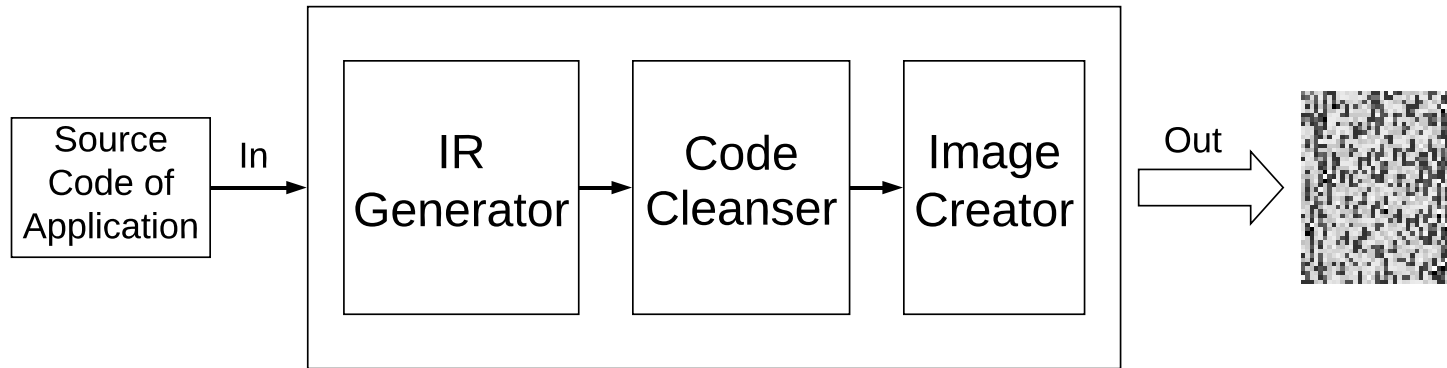 Source
Code of
Application
In
IR
Generator
Code
Cleanser
Image
Creator
Out